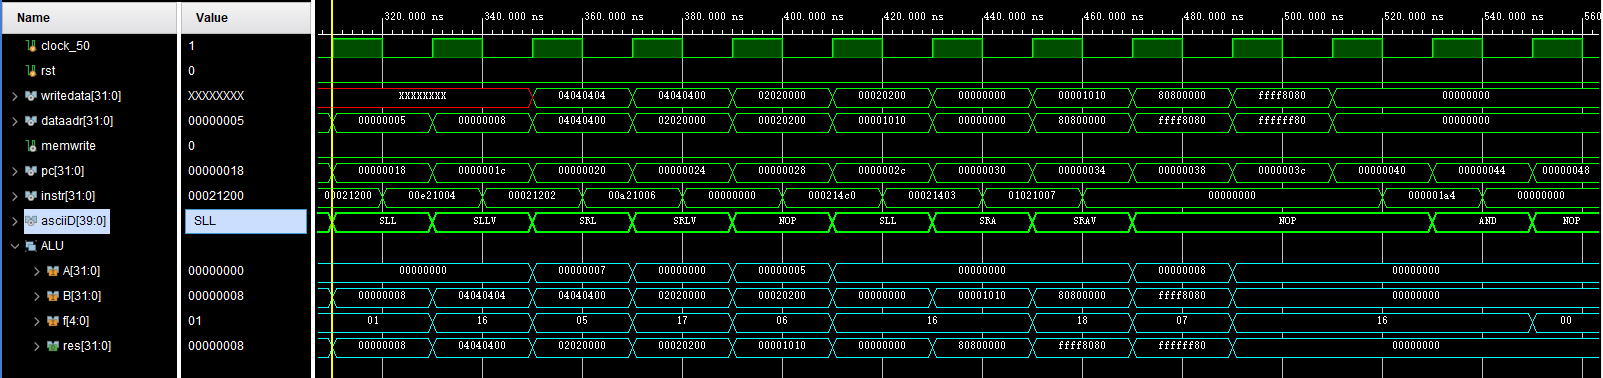 Name Value 320.000 ns 340.000 ns 360.000 ns 380.000 ns 400.000 ns 420.000 ns 440.000 ns 460.000 ns 480.000 ns 500.000 ns 520.000 ns 540.000 ns 560
clock_50 1
rst 0
writedata[31:0] XXXXXXXX XXXXXXXX 04040404 04040400 02020000 00020200 00000000 00001010 80800000 ffff8080 00000000
dataadr[31:0] 00000005 00000005 00000008 04040400 02020000 00020200 00001010 00000000 80800000 ffff8080 ffffff80 00000000
memwrite 0
pc[31:0] 00000018 00000018 0000001c 00000020 00000024 00000028 0000002c 00000030 00000034 00000038 0000003c 00000040 00000044 00000048
instr[31:0] 00021200 00021200 00e21004 00021202 00a21006 00000000 000214c0 00021403 01021007 00000000 000001a4 00000000
asciiD[39:0] SLL SLL SLLV SRL SRLV NOP SLL SRA SRAV NOP AND NOP
ALU
A[31:0] 00000000 00000000 00000007 00000000 00000005 00000000 00000008 00000000
B[31:0] 00000008 00000008 04040404 04040400 02020000 00020200 00000000 00001010 80800000 ffff8080 00000000
f[4:0] 01 01 16 05 17 06 16 18 07 16 00
res[31:0] 00000008 00000008 04040400 02020000 00020200 00001010 00000000 80800000 ffff8080 ffffff80 00000000